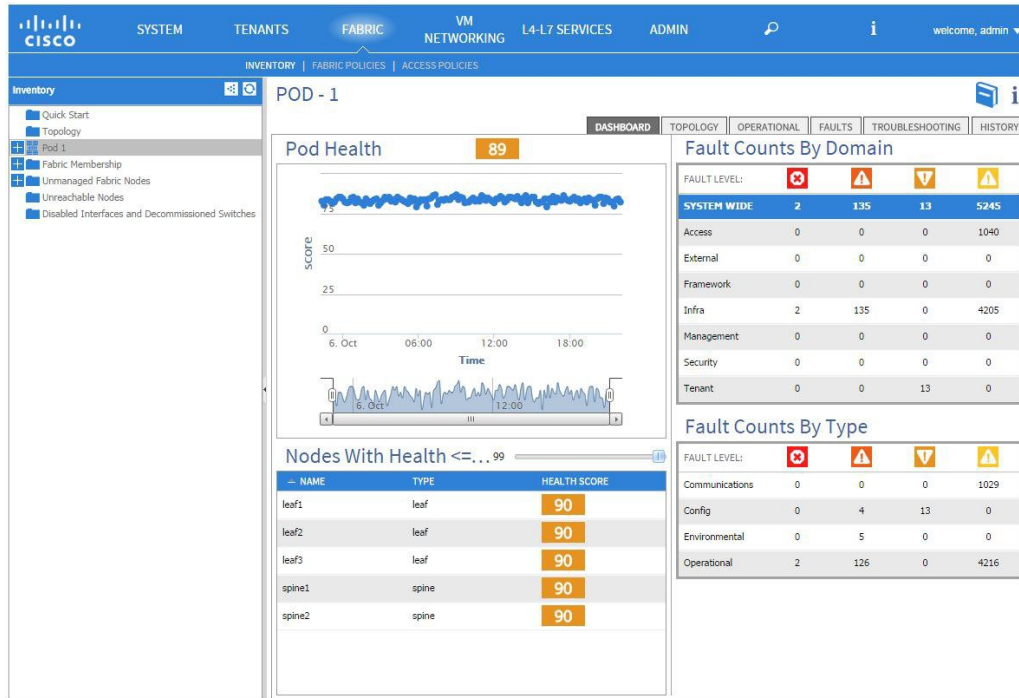 CISCO
SYSTEM
TENANTS
FABRIC
VM
NETWORKING
L4-L7 SERVICES
ADMIN
i
welcome, admin
INVENTORY | FABRIC POLICIES | ACCESS POLICIES
Inventory
Quick Start
Topology
Pod 1
Fabric Membership
Unmanaged Fabric Nodes
Unreachable Nodes
Disabled Interfaces and Decommissioned Switches
POD - 1
i
DASHBOARD TOPOLOGY OPERATIONAL FAULTS TROUBLESHOOTING HISTORY
Pod Health 89
75
50
25
0
score
6. Oct 06:00 12:00 18:00
Time
6. Oct 12:00
Nodes With Health <=... 99
NAME TYPE HEALTH SCORE
leaf1 leaf 90
leaf2 leaf 90
leaf3 leaf 90
spine1 spine 90
spine2 spine 90
Fault Counts By Domain
FAULT LEVEL:
SYSTEM WIDE 2 135 13 5245
Access 0 0 0 1040
External 0 0 0 0
Framework 0 0 0 0
Infra 2 135 0 4205
Management 0 0 0 0
Security 0 0 0 0
Tenant 0 0 13 0
Fault Counts By Type
FAULT LEVEL:
Communications 0 0 0 1029
Config 0 4 13 0
Environmental 0 5 0 0
Operational 2 126 0 4216